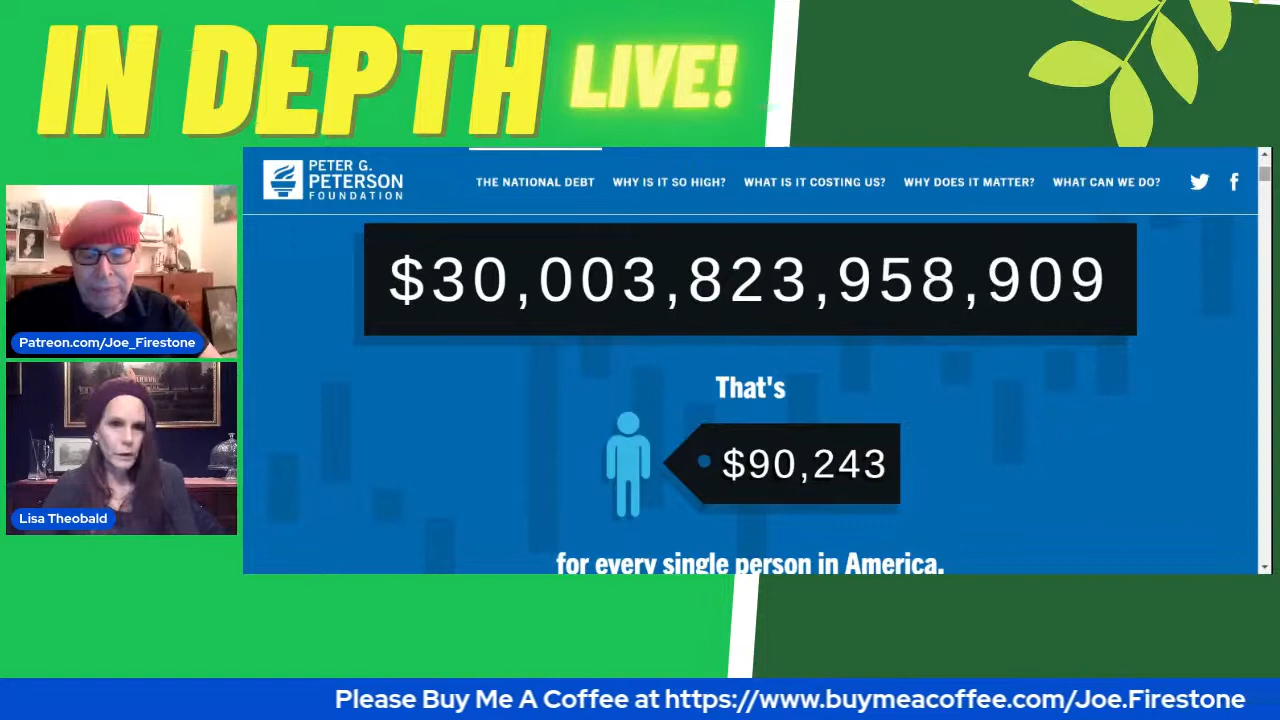 IN DEPTH LIVE!
PETER G.
PETERSON
FOUNDATION
THE NATIONAL DEBT WHY IS IT SO HIGH? WHAT IS IT COSTING US? WHY DOES IT MATTER? WHAT CAN WE DO?
$30,003,823,958,909
That's
$90,243
for every single person in America.
Patreon.com/Joe_Firestone
Lisa Theobald
Please Buy Me A Coffee at https://www.buymeacoffee.com/Joe.Firestone